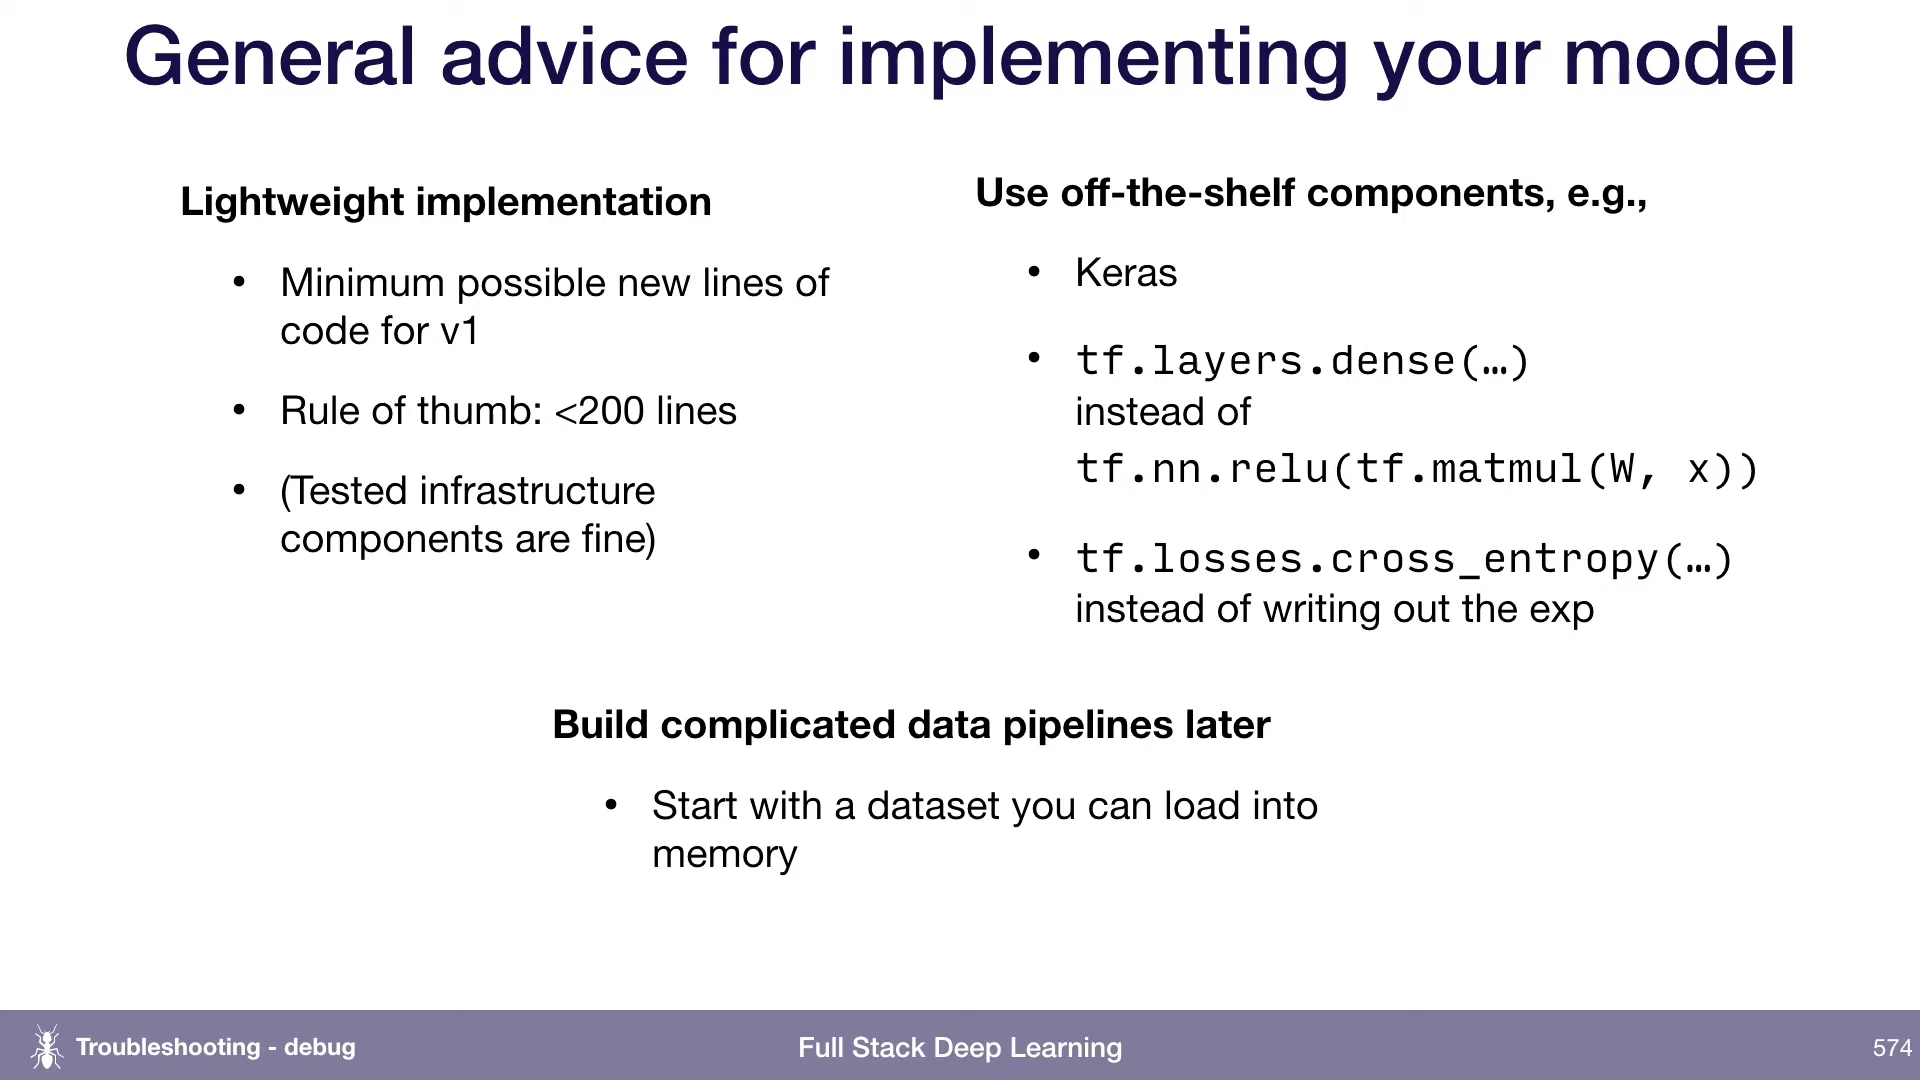 General advice for implementing your model
Lightweight implementation
• Minimum possible new lines of
code for v1
• Rule of thumb: <200 lines
• (Tested infrastructure
components are fine)
Use off-the-shelf components, e.g.,
• Keras
• tf.layers.dense(…)
instead of
tf.nn.relu(tf.matmul(W, x))
• tf.losses.cross_entropy(…)
instead of writing out the exp
Build complicated data pipelines later
• Start with a dataset you can load into
memory
Troubleshooting - debug
Full Stack Deep Learning
574